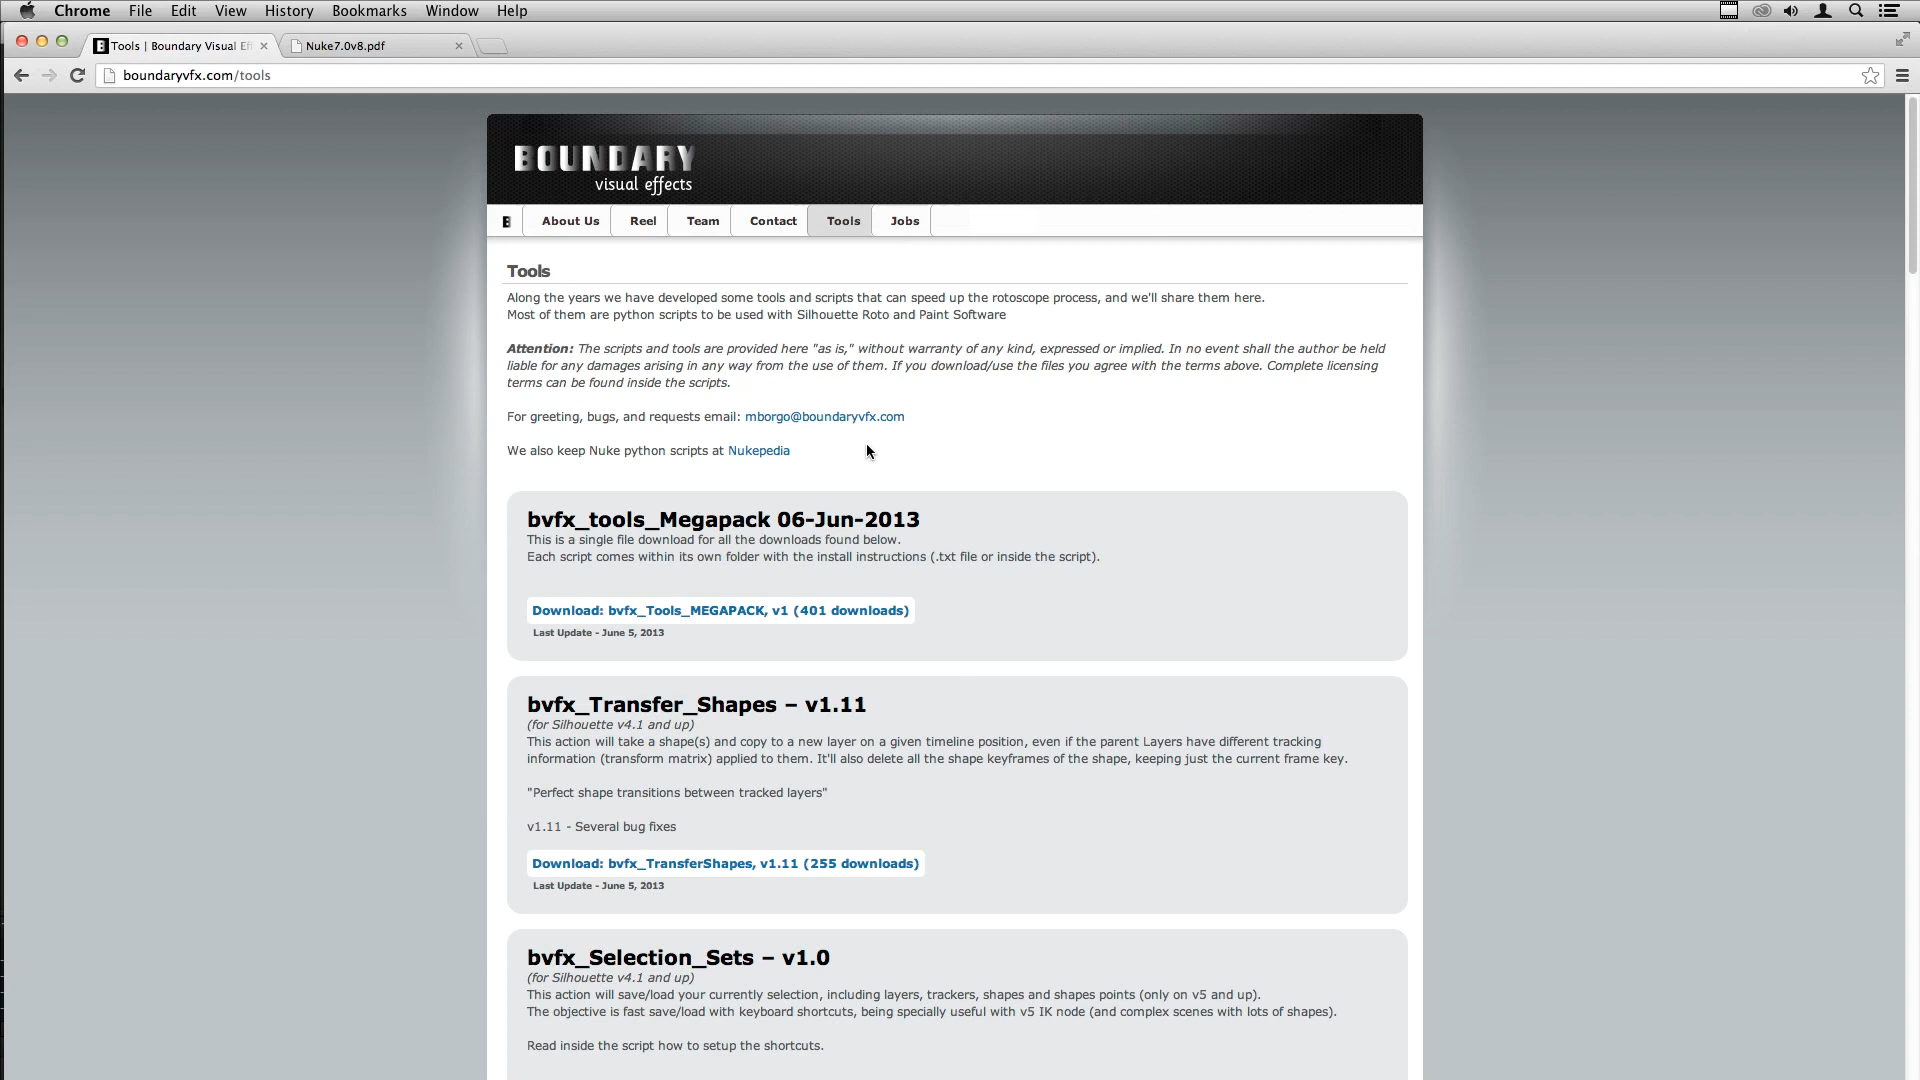 Chrome File Edit View History Bookmarks Window Help
Tools | Boundary Visual Eff
Nuke7.0v8.pdf
boundaryvfx.com/tools
BOUNDARY
visual effects
B About Us Reel Team Contact Tools Jobs
Tools
Along the years we have developed some tools and scripts that can speed up the rotoscope process, and we'll share them here.
Most of them are python scripts to be used with Silhouette Roto and Paint Software
Attention: The scripts and tools are provided here "as is," without warranty of any kind, expressed or implied. In no event shall the author be held
liable for any damages arising in any way from the use of them. If you download/use the files you agree with the terms above. Complete licensing
terms can be found inside the scripts.
For greeting, bugs, and requests email: mborgo@boundaryvfx.com
We also keep Nuke python scripts at Nukepedia
bvfx_tools_Megapack 06-Jun-2013
This is a single file download for all the downloads found below.
Each script comes within its own folder with the install instructions (.txt file or inside the script).
Download: bvfx_Tools_MEGAPACK, v1 (401 downloads)
Last Update - June 5, 2013
bvfx_Transfer_Shapes – v1.11
(for Silhouette v4.1 and up)
This action will take a shape(s) and copy to a new layer on a given timeline position, even if the parent Layers have different tracking
information (transform matrix) applied to them. It'll also delete all the shape keyframes of the shape, keeping just the current frame key.
"Perfect shape transitions between tracked layers"
v1.11 - Several bug fixes
Download: bvfx_TransferShapes, v1.11 (255 downloads)
Last Update - June 5, 2013
bvfx_Selection_Sets – v1.0
(for Silhouette v4.1 and up)
This action will save/load your currently selection, including layers, trackers, shapes and shapes points (only on v5 and up).
The objective is fast save/load with keyboard shortcuts, being specially useful with v5 IK node (and complex scenes with lots of shapes).
Read inside the script how to setup the shortcuts.